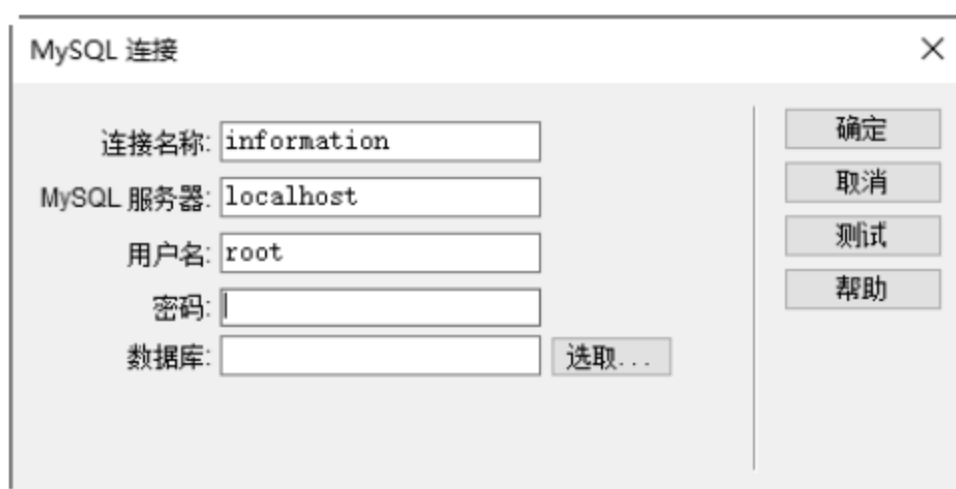 MySQL 连接
连接名称: information
MySQL 服务器: localhost
用户名: root
密码:
数据库:
选取...
确定
取消
测试
帮助